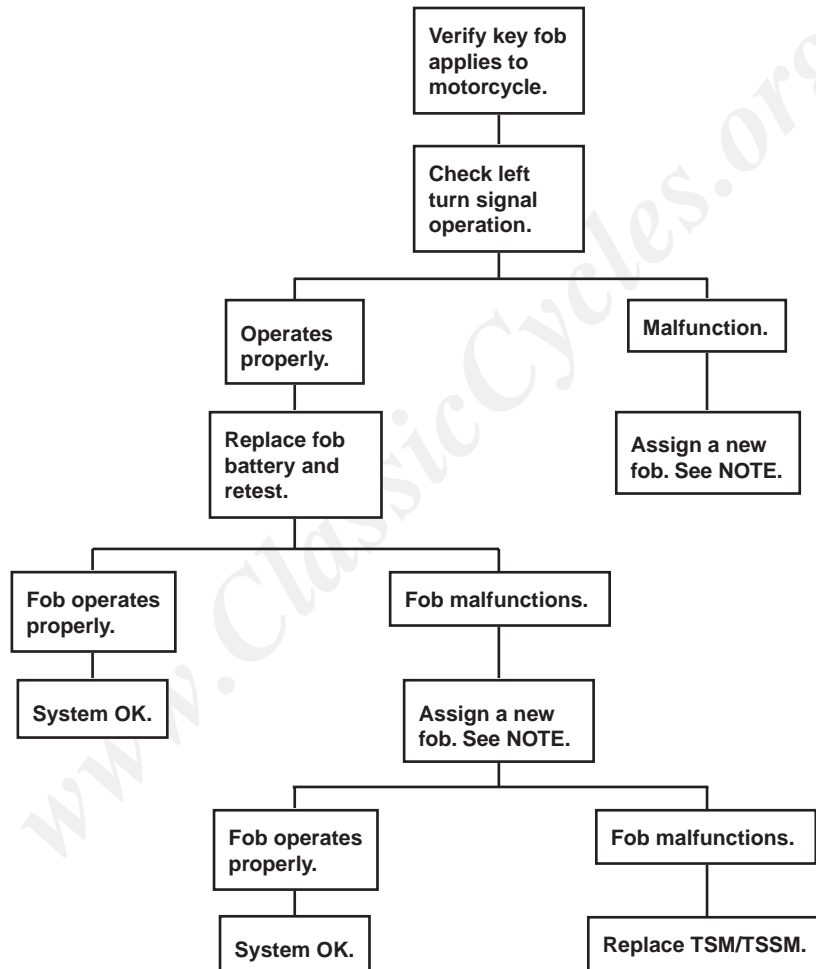 Verify key fob
applies to
motorcycle.
Check left
turn signal
operation.
Operates
properly.
Malfunction.
Replace fob
battery and
retest.
Assign a new
fob. See NOTE.
Fob operates
properly.
Fob malfunctions.
System OK.
Assign a new
fob. See NOTE.
Fob operates
properly.
Fob malfunctions.
System OK.
Replace TSM/TSSM.
www.ClassicCycles.org